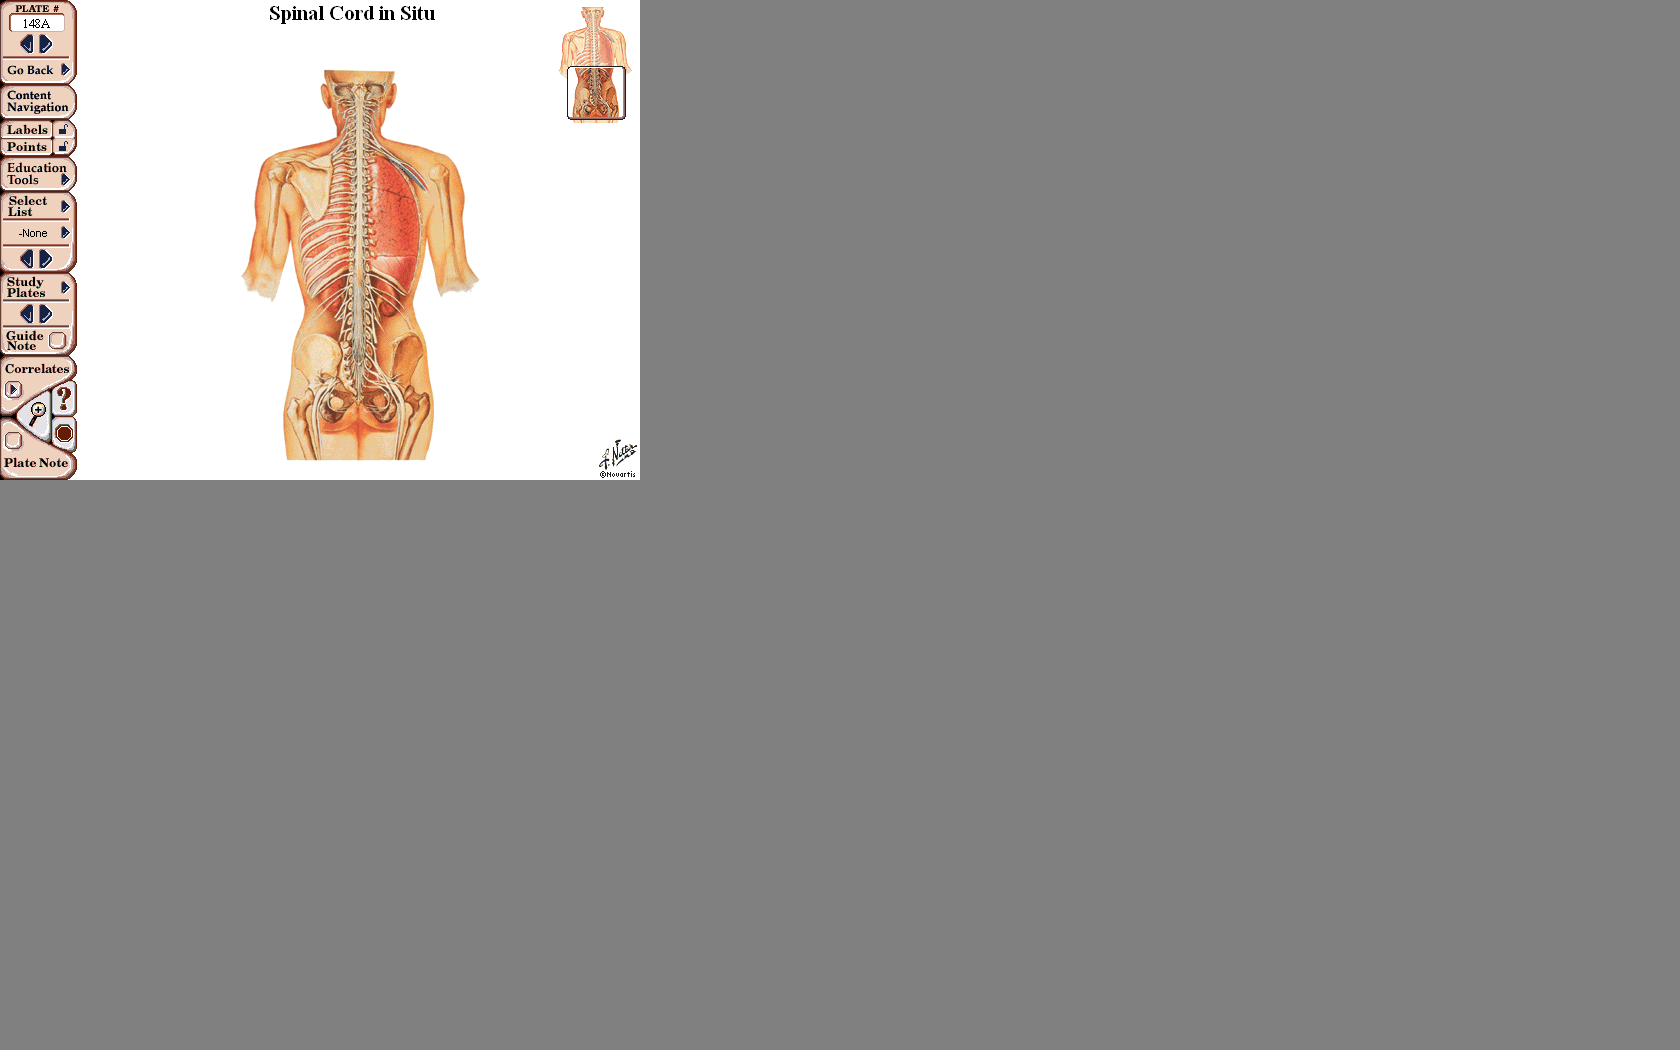 PLATE #
148A
Go Back
Content
Navigation
Labels
Points
Education
Tools
Select
List
-None
Study
Plates
Guide
Note
Correlates
?
Plate Note
Spinal Cord in Situ
f. Netter
©Novartis